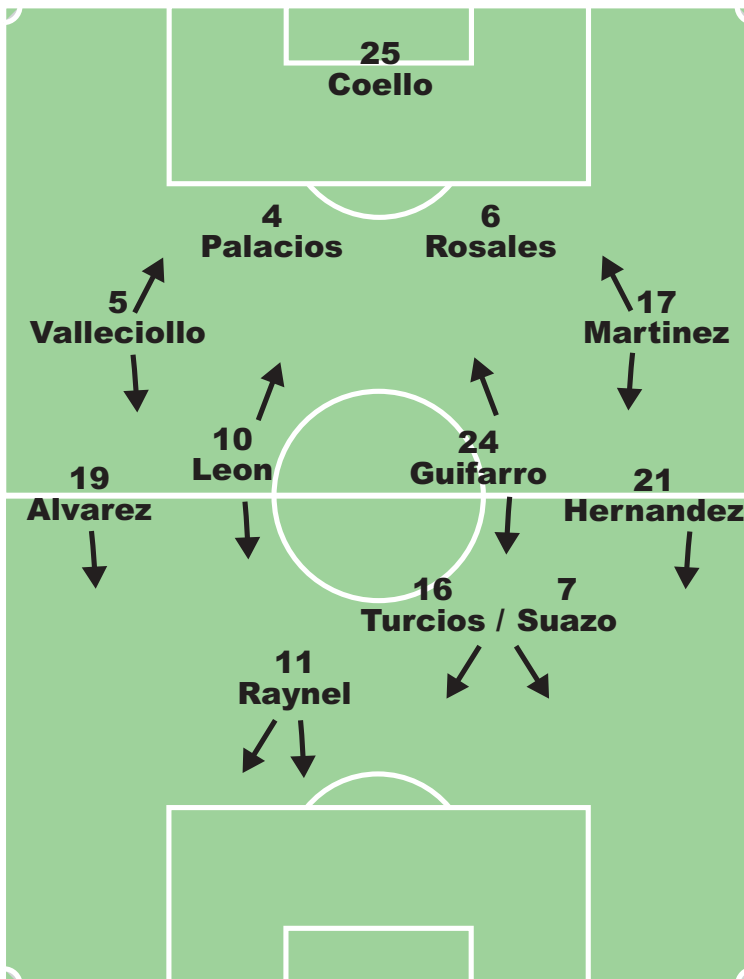 25
Coello
4
Palacios
6
Rosales
5
Valleciollo
17
Martinez
10
Leon
24
Guifarro
19
Alvarez
21
Hernandez
16 7
Turcios / Suazo
11
Raynel